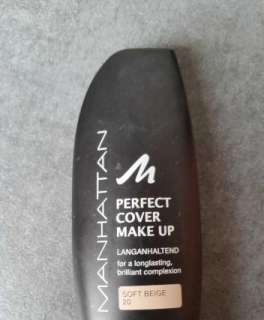 MANHATTAN
M
PERFECT
COVER
MAKE UP
LANGANHALTEND
for a longlasting,
brilliant complexion
SOFT BEIGE
20